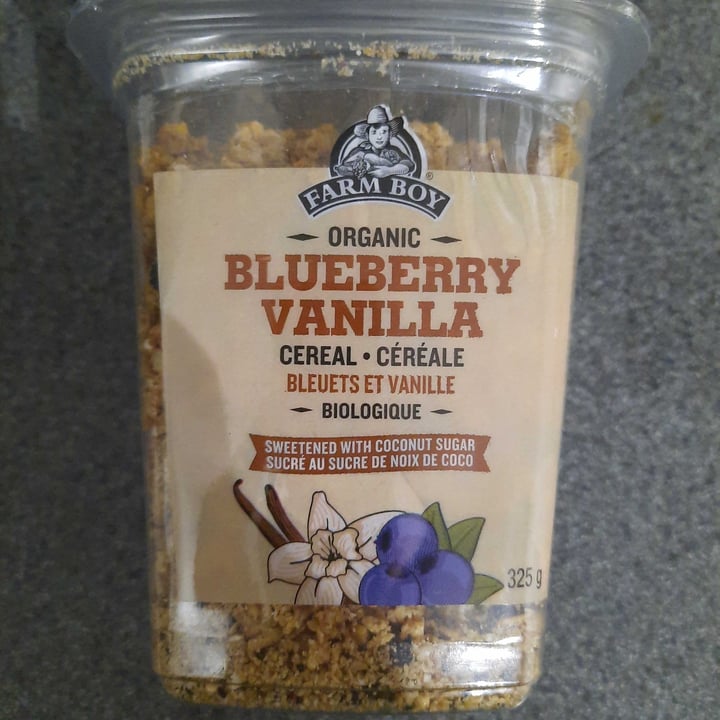 FARM BOY
®
ORGANIC
BLUEBERRY
VANILLA
CEREAL • CÉRÉALE
BLEUETS ET VANILLE
BIOLOGIQUE
SWEETENED WITH COCONUT SUGAR
SUCRÉ AU SUCRE DE NOIX DE COCO
325 g